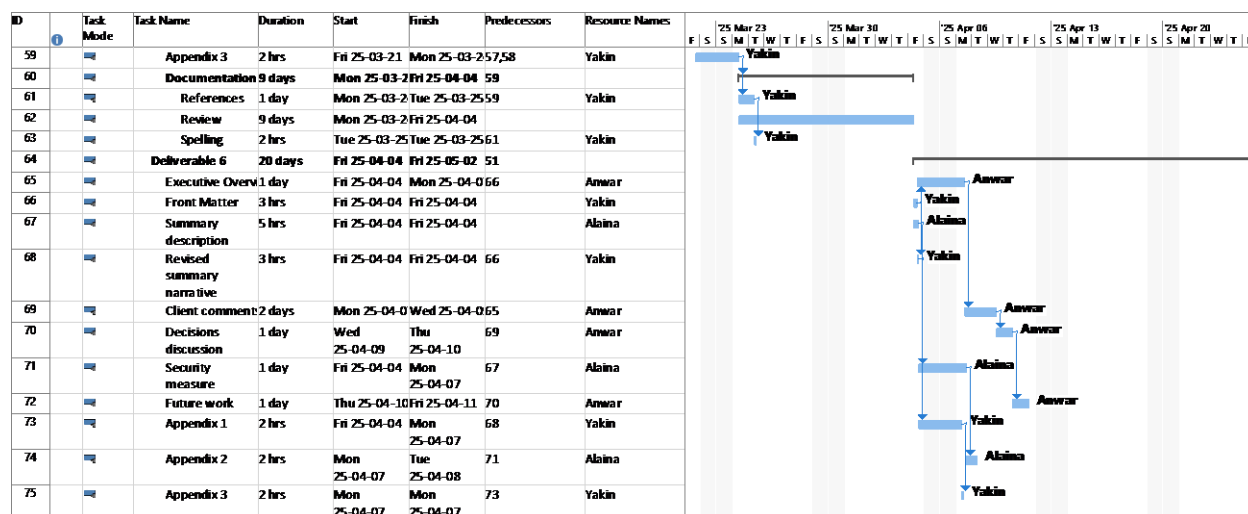 ID Task Mode Task Name Duration Start Finish Predecessors Resource Names '25 Mar 23 '25 Mar 30 '25 Apr 06 '25 Apr 13 '25 Apr 20
F S S M T W T F S S M T W T F S S M T W T F S S M T W T F S S M T W T F
59 Appendix 3 2 hrs Fri 25-03-21 Mon 25-03-2 57,58 Yakin Yakin
60 Documentation 9 days Mon 25-03-2 Fri 25-04-04 59
61 References 1 day Mon 25-03-2 Tue 25-03-25 59 Yakin Yakin
62 Review 9 days Mon 25-03-2 Fri 25-04-04
63 Spelling 2 hrs Tue 25-03-25 Tue 25-03-25 61 Yakin Yakin
64 Deliverable 6 20 days Fri 25-04-04 Fri 25-05-02 51
65 Executive Overv 1 day Fri 25-04-04 Mon 25-04-0 66 Anwar Anwar
66 Front Matter 3 hrs Fri 25-04-04 Fri 25-04-04 Yakin Yakin
67 Summary description 5 hrs Fri 25-04-04 Fri 25-04-04 Alaina Alaina
68 Revised summary narrative 3 hrs Fri 25-04-04 Fri 25-04-04 66 Yakin Yakin
69 Client comment 2 days Mon 25-04-0 Wed 25-04-0 65 Anwar Anwar
70 Decisions discussion 1 day Wed 25-04-09 Thu 25-04-10 69 Anwar Anwar
71 Security measure 1 day Fri 25-04-04 Mon 25-04-07 67 Alaina Alaina
72 Future work 1 day Thu 25-04-10 Fri 25-04-11 70 Anwar Anwar
73 Appendix 1 2 hrs Fri 25-04-04 Mon 25-04-07 68 Yakin Yakin
74 Appendix 2 2 hrs Mon 25-04-07 Tue 25-04-08 71 Alaina Alaina
75 Appendix 3 2 hrs Mon 25-04-07 Mon 25-04-07 73 Yakin Yakin